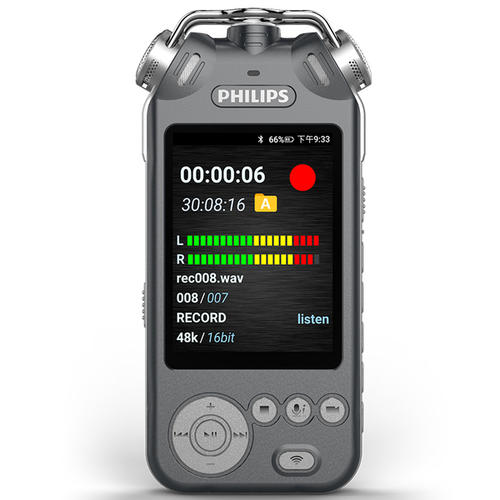 PHILIPS
66% 下午9:33
00:00:06
30:08:16 A
L
R
rec008.wav
008 / 007
RECORD
listen
48k / 16bit